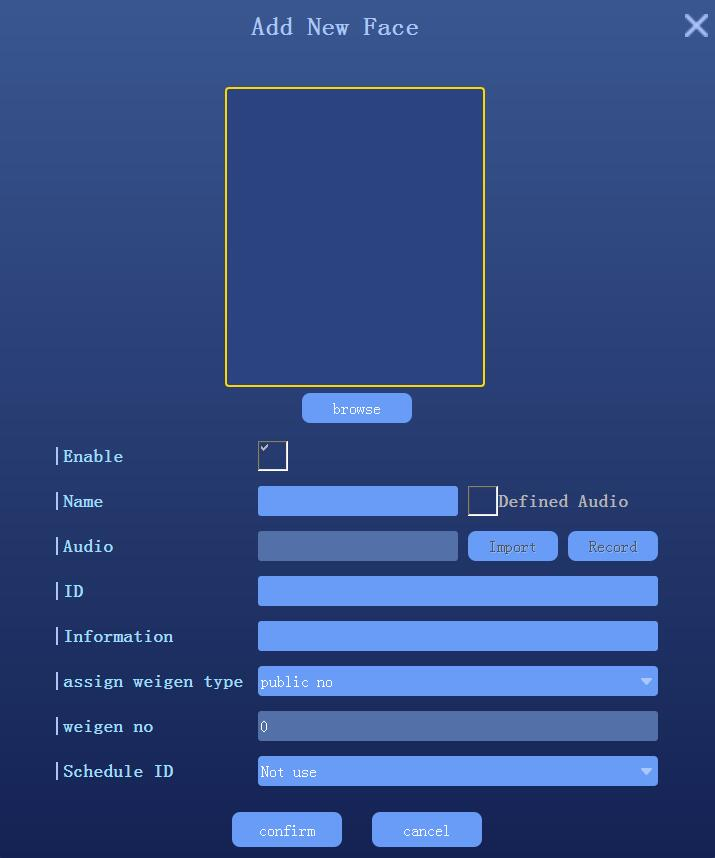 Add New Face
browse
Enable
Name Defined Audio
Audio Import Record
ID
Information
assign weigen type public no
weigen no 0
Schedule ID Not use
confirm cancel